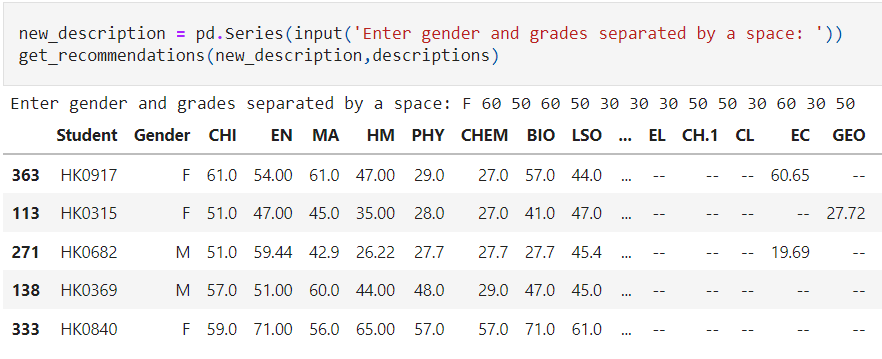 new_description = pd.Series(input('Enter gender and grades separated by a space: '))
get_recommendations(new_description,descriptions)
Enter gender and grades separated by a space: F 60 50 60 50 30 30 30 50 50 30 60 30 50
Student Gender CHI EN MA HM PHY CHEM BIO LSO ... EL CH.1 CL EC GEO
363 HK0917 F 61.0 54.00 61.0 47.00 29.0 27.0 57.0 44.0 ... -- -- -- 60.65 --
113 HK0315 F 51.0 47.00 45.0 35.00 28.0 27.0 41.0 47.0 ... -- -- -- -- 27.72
271 HK0682 M 51.0 59.44 42.9 26.22 27.7 27.7 27.7 45.4 ... -- -- -- 19.69 --
138 HK0369 M 57.0 51.00 60.0 44.00 48.0 29.0 47.0 45.0 ... -- -- -- -- --
333 HK0840 F 59.0 71.00 56.0 65.00 57.0 57.0 71.0 61.0 ... -- -- -- -- --